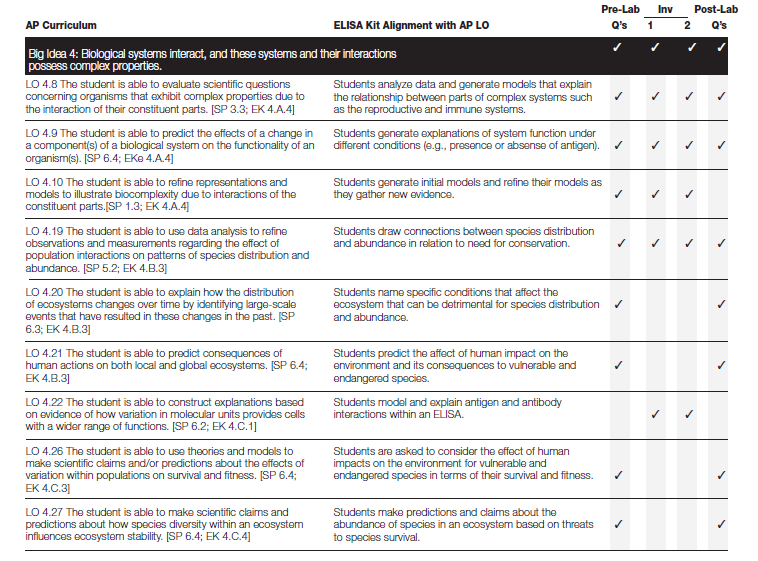 Pre-Lab Inv Post-Lab
AP Curriculum ELISA Kit Alignment with AP LO Q's 1 2 Q's
Big Idea 4: Biological systems interact, and these systems and their interactions
possess complex properties. ✓ ✓ ✓ ✓
LO 4.8 The student is able to evaluate scientific questions
concerning organisms that exhibit complex properties due to
the interaction of their constituent parts. [SP 3.3; EK 4.A.4]
Students analyze data and generate models that explain
the relationship between parts of complex systems such
as the reproductive and immune systems.
✓ ✓ ✓ ✓
LO 4.9 The student is able to predict the effects of a change in
a component(s) of a biological system on the functionality of an
organism(s). [SP 6.4; EKe 4.A.4]
Students generate explanations of system function under
different conditions (e.g., presence or absense of antigen).
✓ ✓ ✓ ✓
LO 4.10 The student is able to refine representations and
models to illustrate biocomplexity due to interactions of the
constituent parts.[SP 1.3; EK 4.A.4]
Students generate initial models and refine their models as
they gather new evidence.
✓ ✓ ✓
LO 4.19 The student is able to use data analysis to refine
observations and measurements regarding the effect of
population interactions on patterns of species distribution and
abundance. [SP 5.2; EK 4.B.3]
Students draw connections between species distribution
and abundance in relation to need for conservation.
✓ ✓ ✓ ✓
LO 4.20 The student is able to explain how the distribution
of ecosystems changes over time by identifying large-scale
events that have resulted in these changes in the past. [SP
6.3; EK 4.B.3]
Students name specific conditions that affect the
ecosystem that can be detrimental for species distribution
and abundance.
✓ ✓
LO 4.21 The student is able to predict consequences of
human actions on both local and global ecosystems. [SP 6.4;
EK 4.B.3]
Students predict the affect of human impact on the
environment and its consequences to vulnerable and
endangered species.
✓ ✓
LO 4.22 The student is able to construct explanations based
on evidence of how variation in molecular units provides cells
with a wider range of functions. [SP 6.2; EK 4.C.1]
Students model and explain antigen and antibody
interactions within an ELISA.
✓ ✓
LO 4.26 The student is able to use theories and models to
make scientific claims and/or predictions about the effects of
variation within populations on survival and fitness. [SP 6.4;
EK 4.C.3]
Students are asked to consider the effect of human
impacts on the environment for vulnerable and
endangered species in terms of their survival and fitness.
✓ ✓
LO 4.27 The student is able to make scientific claims and
predictions about how species diversity within an ecosystem
influences ecosystem stability. [SP 6.4; EK 4.C.4]
Students make predictions and claims about the
abundance of species in an ecosystem based on threats
to species survival.
✓ ✓